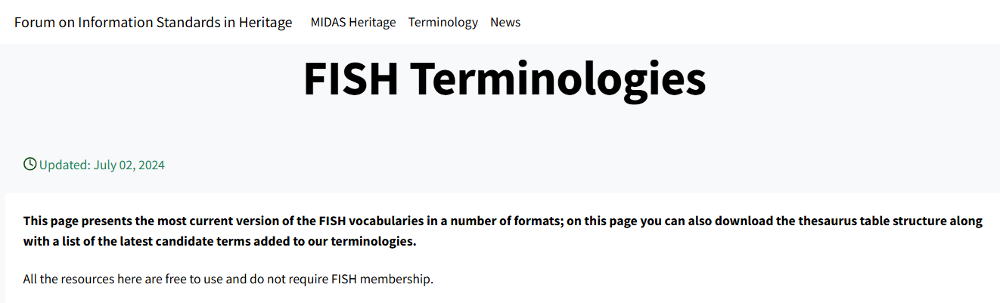 Forum on Information Standards in Heritage MIDAS Heritage Terminology News
FISH Terminologies
Updated: July 02, 2024
This page presents the most current version of the FISH vocabularies in a number of formats; on this page you can also download the thesaurus table structure along
with a list of the latest candidate terms added to our terminologies.
All the resources here are free to use and do not require FISH membership.